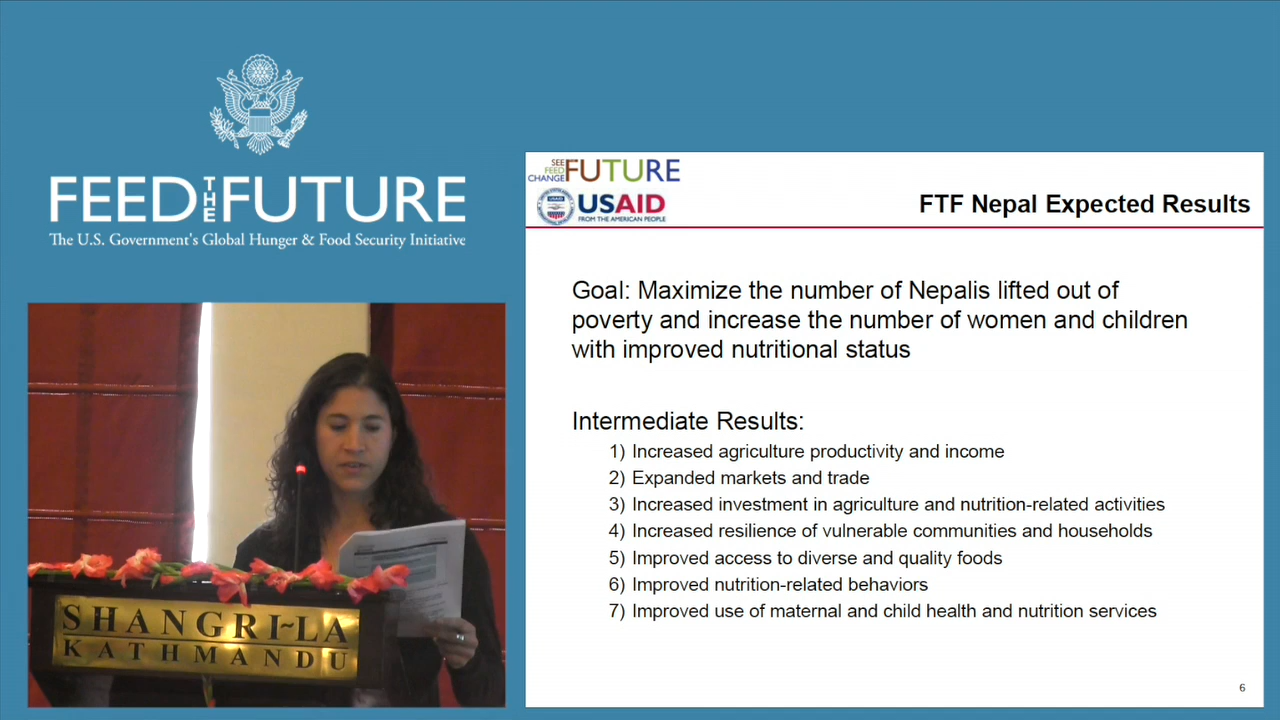 FEED THE FUTURE
The U.S. Government's Global Hunger & Food Security Initiative
SEE
FEED
CHANGE
FUTURE
USAID
FROM THE AMERICAN PEOPLE
FTF Nepal Expected Results
Goal: Maximize the number of Nepalis lifted out of
poverty and increase the number of women and children
with improved nutritional status
Intermediate Results:
1) Increased agriculture productivity and income
2) Expanded markets and trade
3) Increased investment in agriculture and nutrition-related activities
4) Increased resilience of vulnerable communities and households
5) Improved access to diverse and quality foods
6) Improved nutrition-related behaviors
7) Improved use of maternal and child health and nutrition services
6
SHANGRI~LA
KATHMANDU